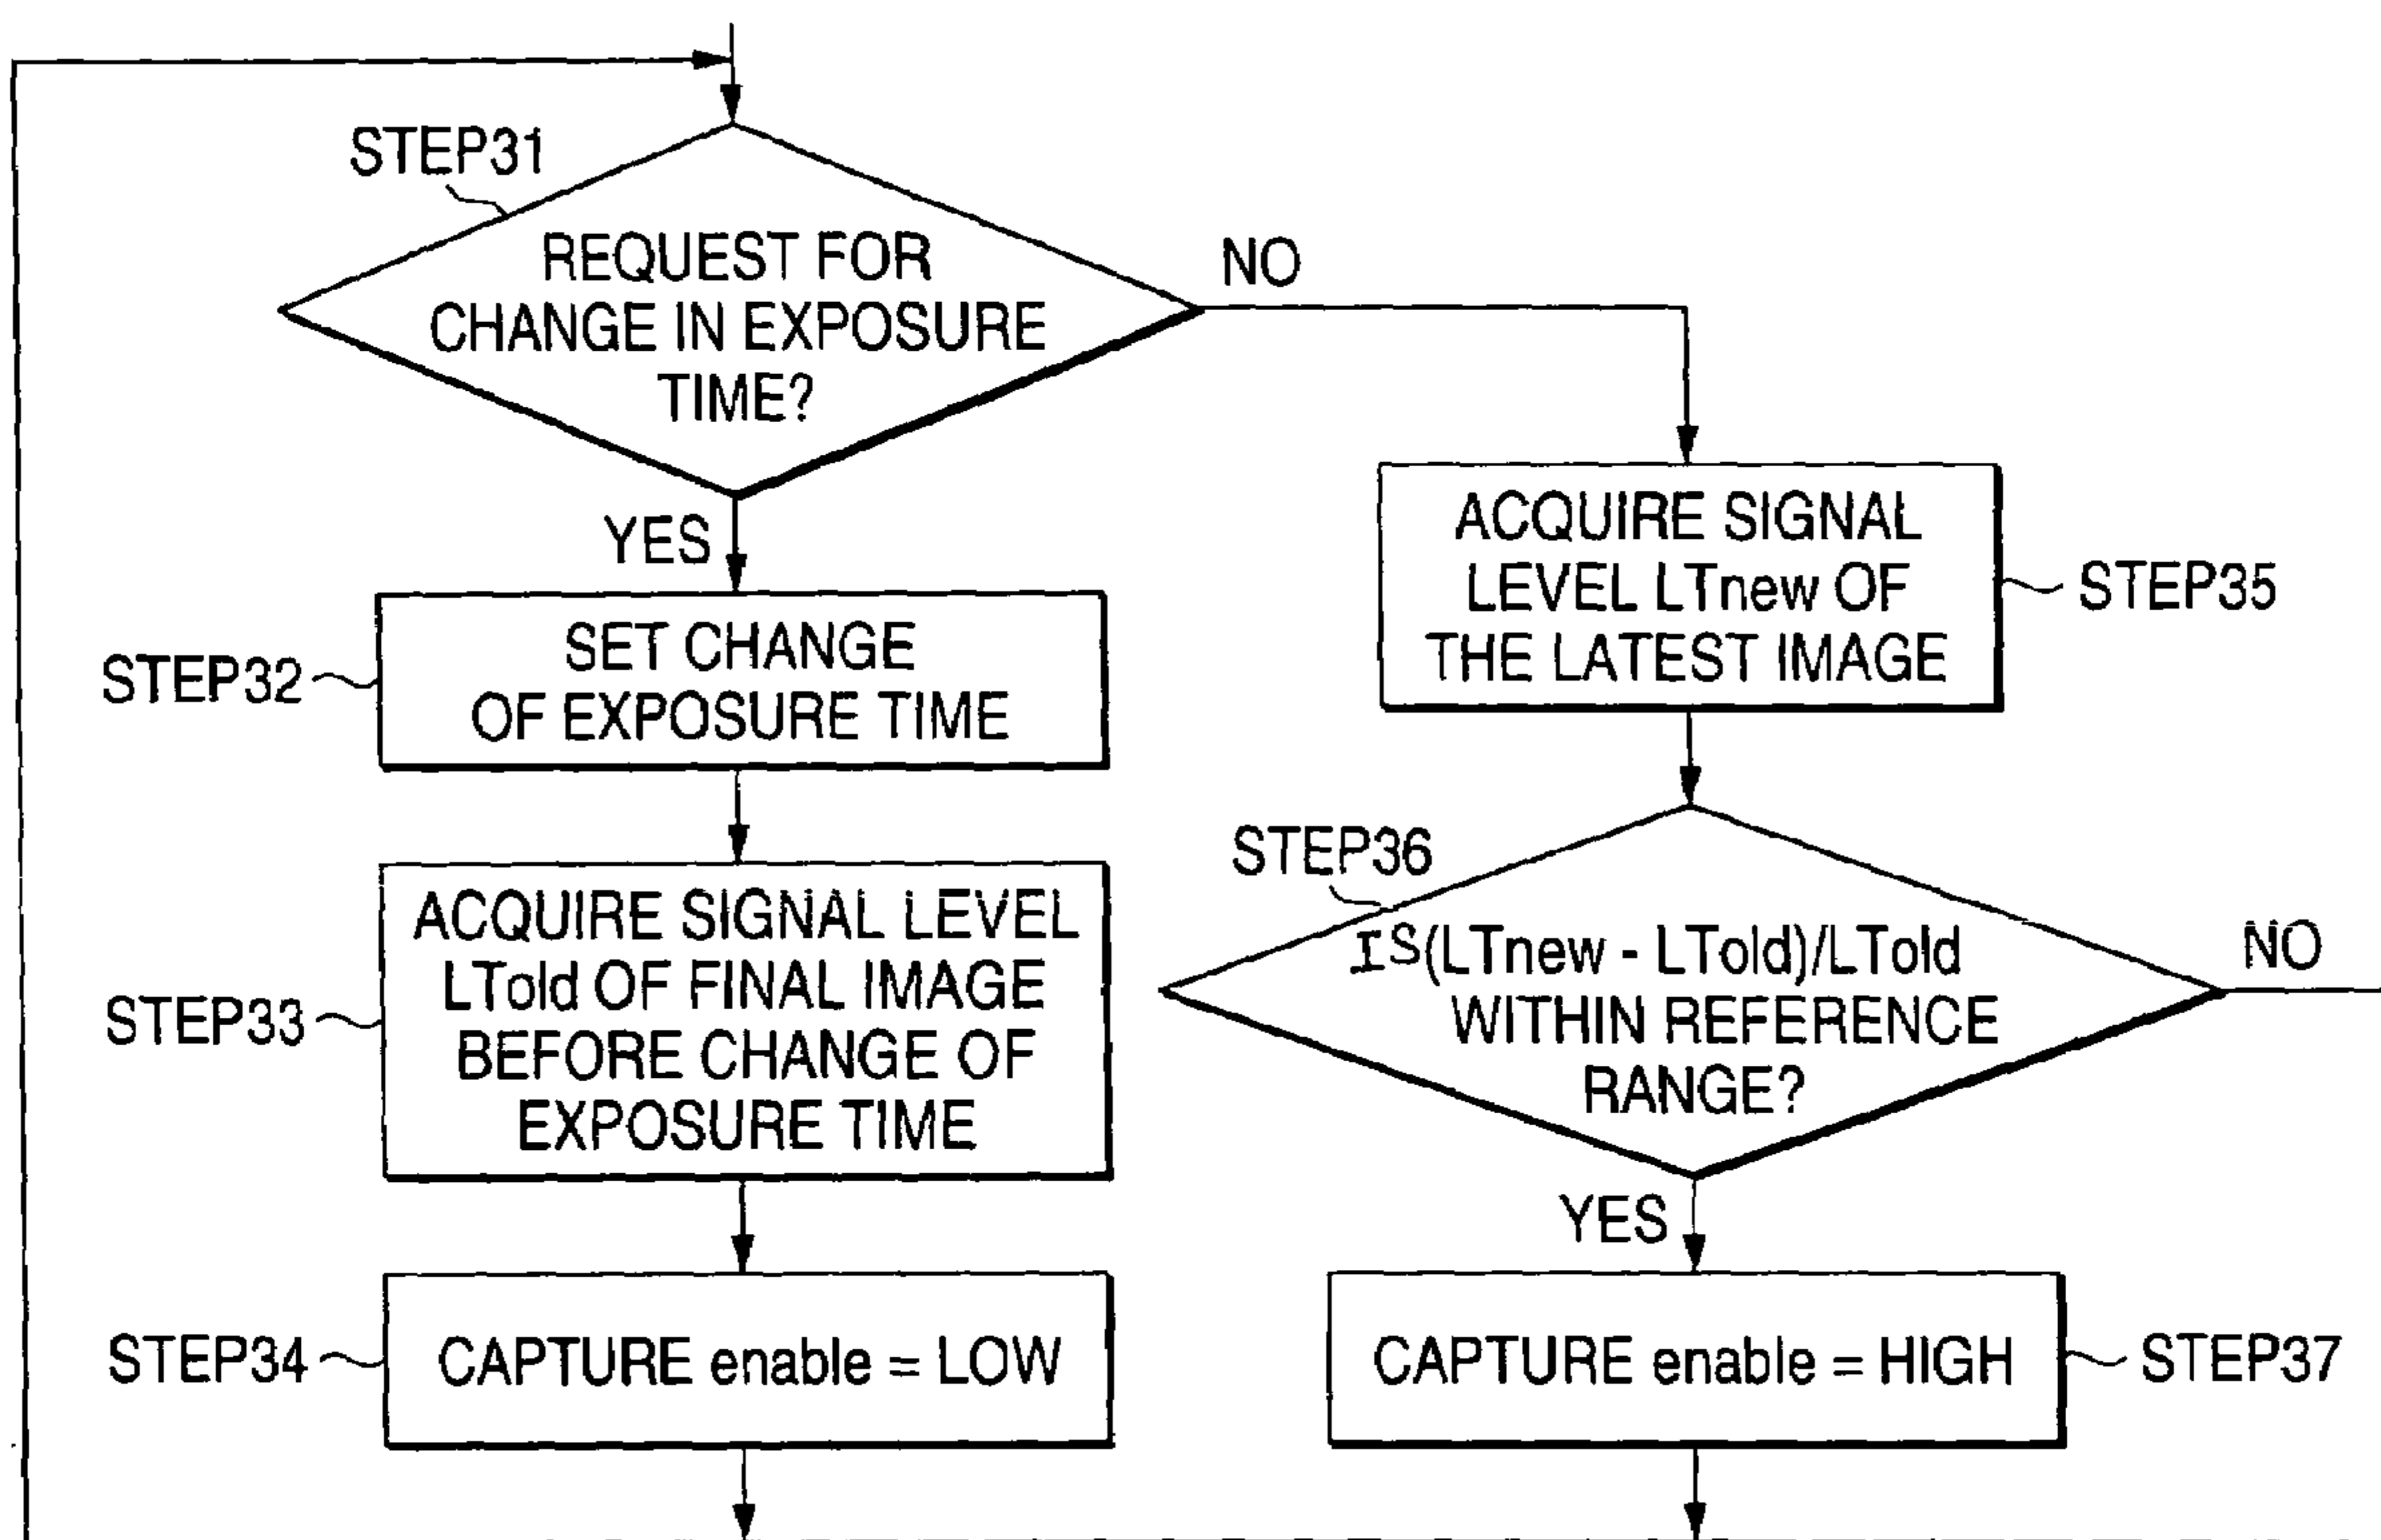 STEP31
REQUEST FOR
CHANGE IN EXPOSURE
TIME?
NO
YES
STEP32
SET CHANGE
OF EXPOSURE TIME
STEP33
ACQUIRE SIGNAL LEVEL
LTold OF FINAL IMAGE
BEFORE CHANGE OF
EXPOSURE TIME
STEP34
CAPTURE enable = LOW
ACQUIRE SIGNAL
LEVEL LTnew OF
THE LATEST IMAGE
STEP35
STEP36
IS(LTnew - LTold)/LTold
WITHIN REFERENCE
RANGE?
NO
YES
CAPTURE enable = HIGH
STEP37